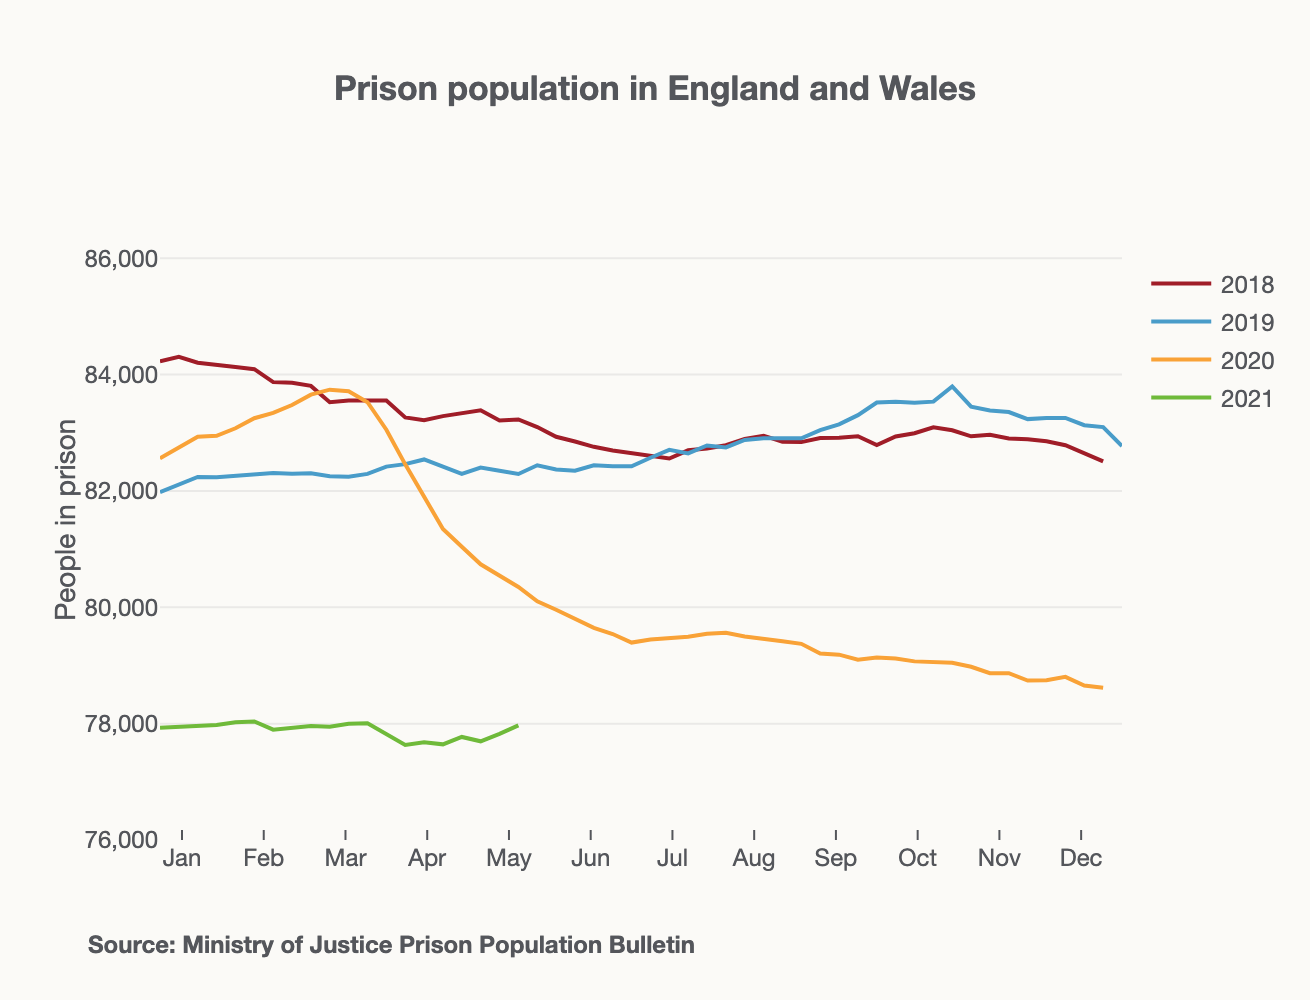 Prison population in England and Wales
86,000
84,000
82,000
80,000
78,000
76,000
People in prison
Jan Feb Mar Apr May Jun Jul Aug Sep Oct Nov Dec
2018
2019
2020
2021
Source: Ministry of Justice Prison Population Bulletin